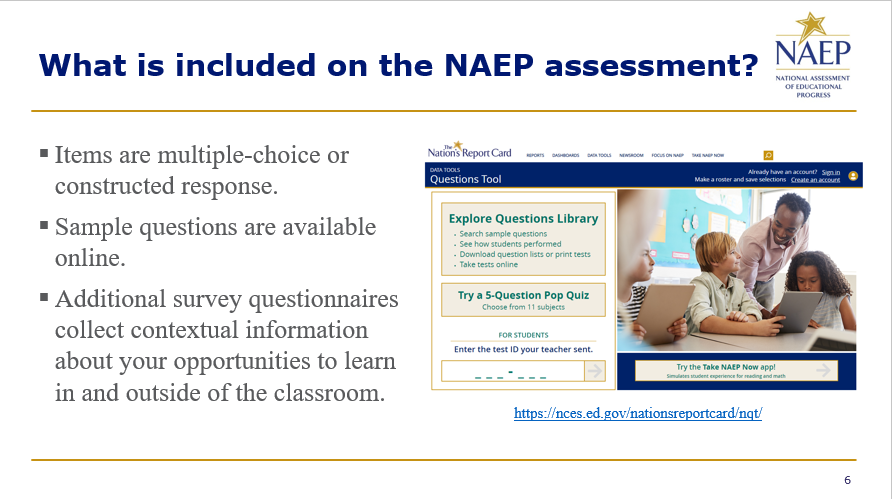 What is included on the NAEP assessment?
NAEP
NATIONAL ASSESSMENT
OF EDUCATIONAL
PROGRESS
▪ Items are multiple-choice or
constructed response.
▪ Sample questions are available
online.
▪ Additional survey questionnaires
collect contextual information
about your opportunities to learn
in and outside of the classroom.
The
Nation's Report Card
REPORTS DASHBOARDS DATA TOOLS NEWSROOM FOCUS ON NAEP TAKE NAEP NOW
DATA TOOLS
Questions Tool
Already have an account? Sign in
Make a roster and save selections Create an account
Explore Questions Library
• Search sample questions
• See how students performed
• Download question lists or print tests
• Take tests online
Try a 5-Question Pop Quiz
Choose from 11 subjects
FOR STUDENTS
Enter the test ID your teacher sent.
_ _ _ - _ _ _
Try the Take NAEP Now app!
Simulates student experience for reading and math
https://nces.ed.gov/nationsreportcard/nqt/
6